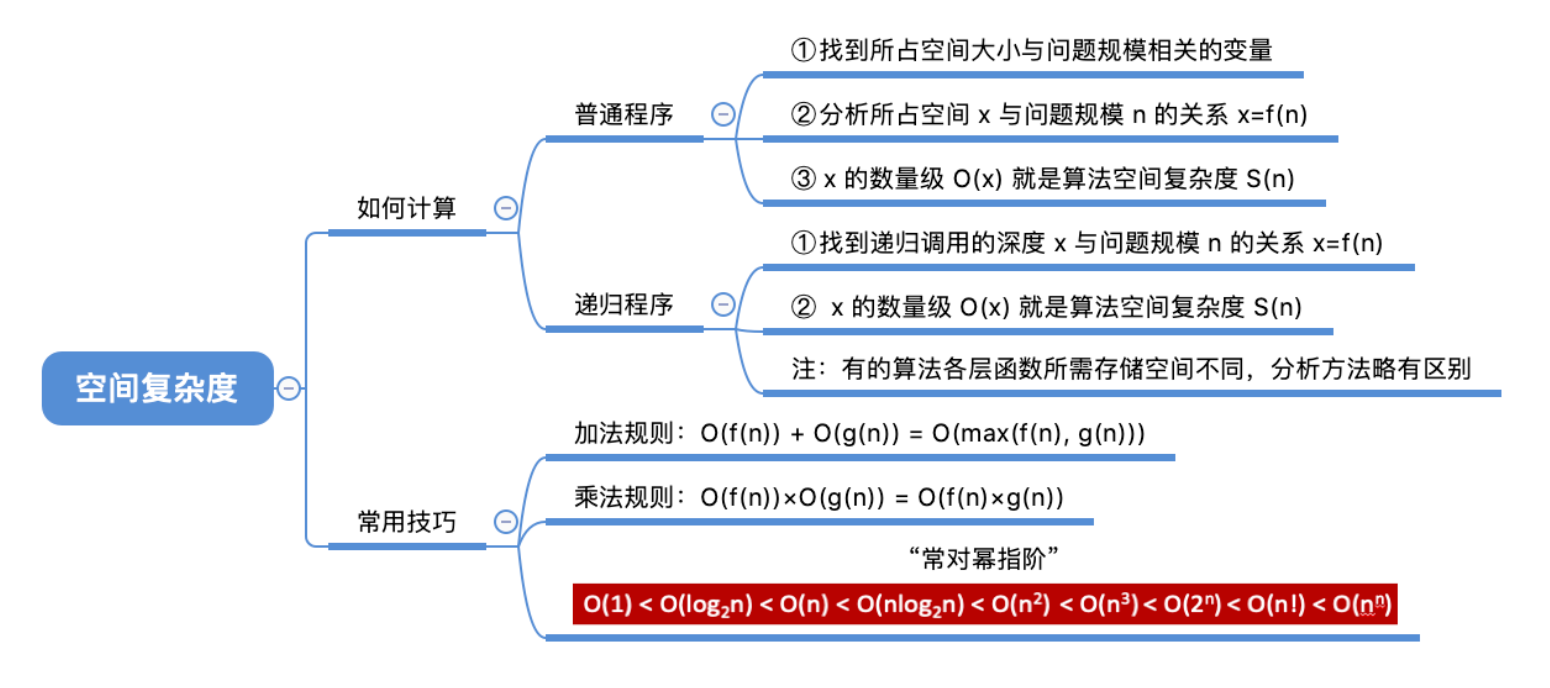 空间复杂度
如何计算
普通程序
①找到所占空间大小与问题规模相关的变量
②分析所占空间 x 与问题规模 n 的关系 x=f(n)
③ x 的数量级 O(x) 就是算法空间复杂度 S(n)
递归程序
①找到递归调用的深度 x 与问题规模 n 的关系 x=f(n)
② x 的数量级 O(x) 就是算法空间复杂度 S(n)
注：有的算法各层函数所需存储空间不同，分析方法略有区别
常用技巧
加法规则：O(f(n)) + O(g(n)) = O(max(f(n), g(n)))
乘法规则：O(f(n))×O(g(n)) = O(f(n)×g(n))
“常对幂指阶”
O(1) < O(log₂n) < O(n) < O(nlog₂n) < O(n²) < O(n³) < O(2ⁿ) < O(n!) < O(nⁿ)